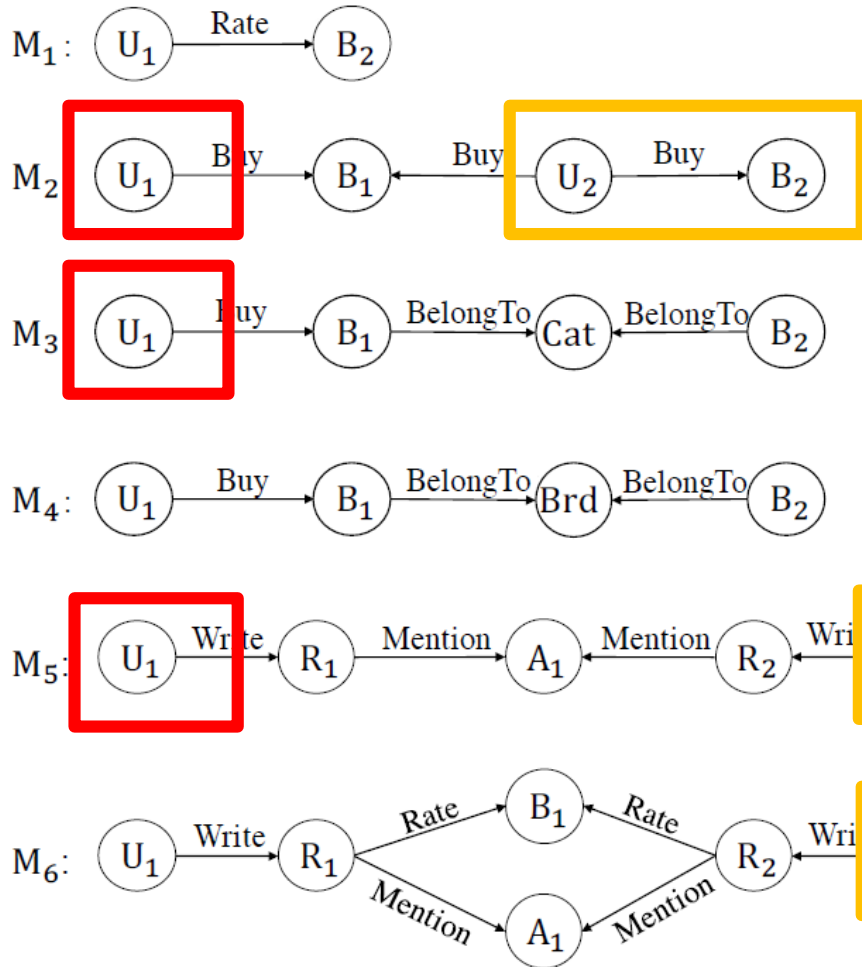 M₁: U₁ Rate B₂
M₂ U₁ Buy B₁ Buy U₂ Buy B₂
M₃ U₁ Buy B₁ BelongTo Cat BelongTo B₂
M₄: U₁ Buy B₁ BelongTo Brd BelongTo B₂
M₅: U₁ Write R₁ Mention A₁ Mention R₂
Rate B₁ Rate
M₆: U₁ Write R₁ R₂
Mention A₁ Mention